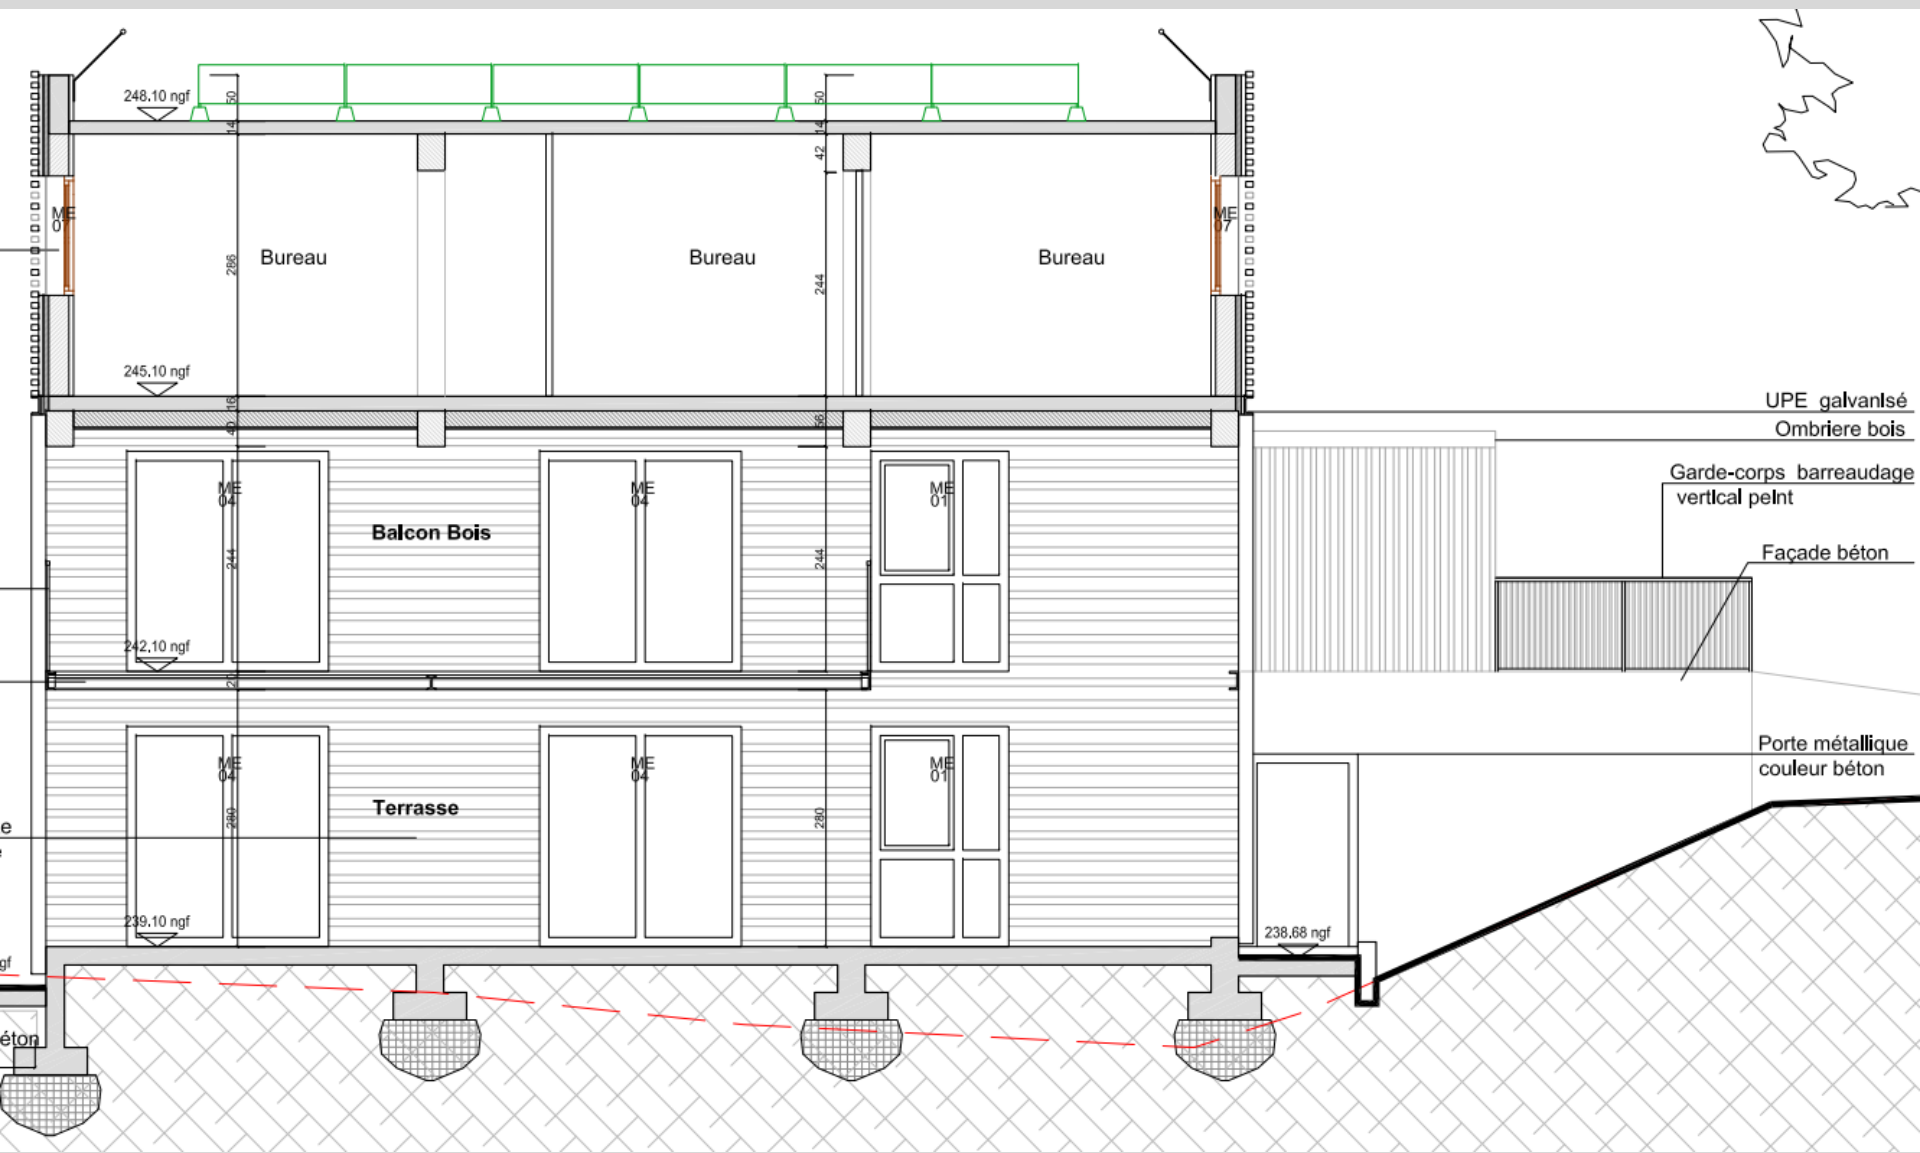 248.10 ngf
50
14
50
14
42
ME
0
ME
07
Bureau
Bureau
Bureau
286
244
245.10 ngf
16
40
56
UPE galvanisé
Ombriere bois
Garde-corps barreaudage
vertical peint
Façade béton
ME
04
ME
04
ME
01
Balcon Bois
244
244
242.10 ngf
20
Porte métallique
couleur béton
ME
04
ME
04
ME
01
Terrasse
280
280
e
e
239.10 ngf
238.68 ngf
gf
éton